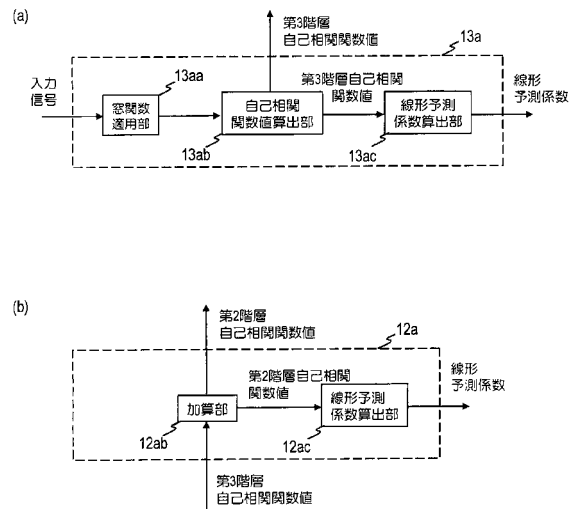 (a)
第3階層
自己相関関数値
13a
入力
信号
13aa
第3階層自己相関
関数値
線形
予測係数
窓関数
適用部
自己相関
関数値算出部
線形予測
係数算出部
13ab
13ac
(b)
第2階層
自己相関関数値
12a
第2階層自己相関
関数値
線形
予測係数
加算部
線形予測
係数算出部
12ab
12ac
第3階層
自己相関関数値